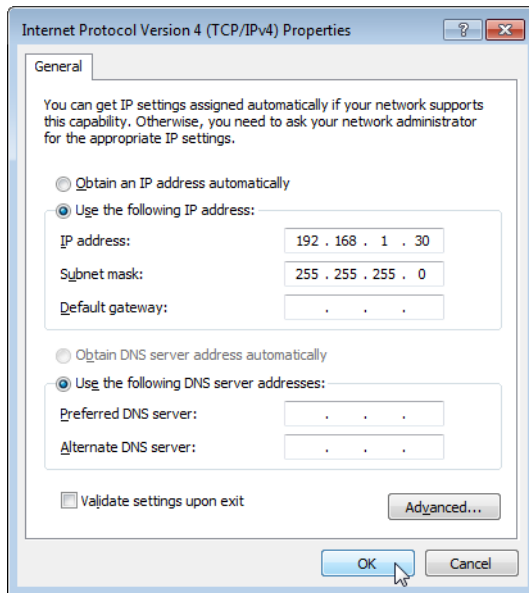 Internet Protocol Version 4 (TCP/IPv4) Properties
General
You can get IP settings assigned automatically if your network supports
this capability. Otherwise, you need to ask your network administrator
for the appropriate IP settings.
Obtain an IP address automatically
Use the following IP address:
IP address: 192 . 168 . 1 . 30
Subnet mask: 255 . 255 . 255 . 0
Default gateway: . . .
Obtain DNS server address automatically
Use the following DNS server addresses:
Preferred DNS server: . . .
Alternate DNS server: . . .
Validate settings upon exit
Advanced...
OK Cancel